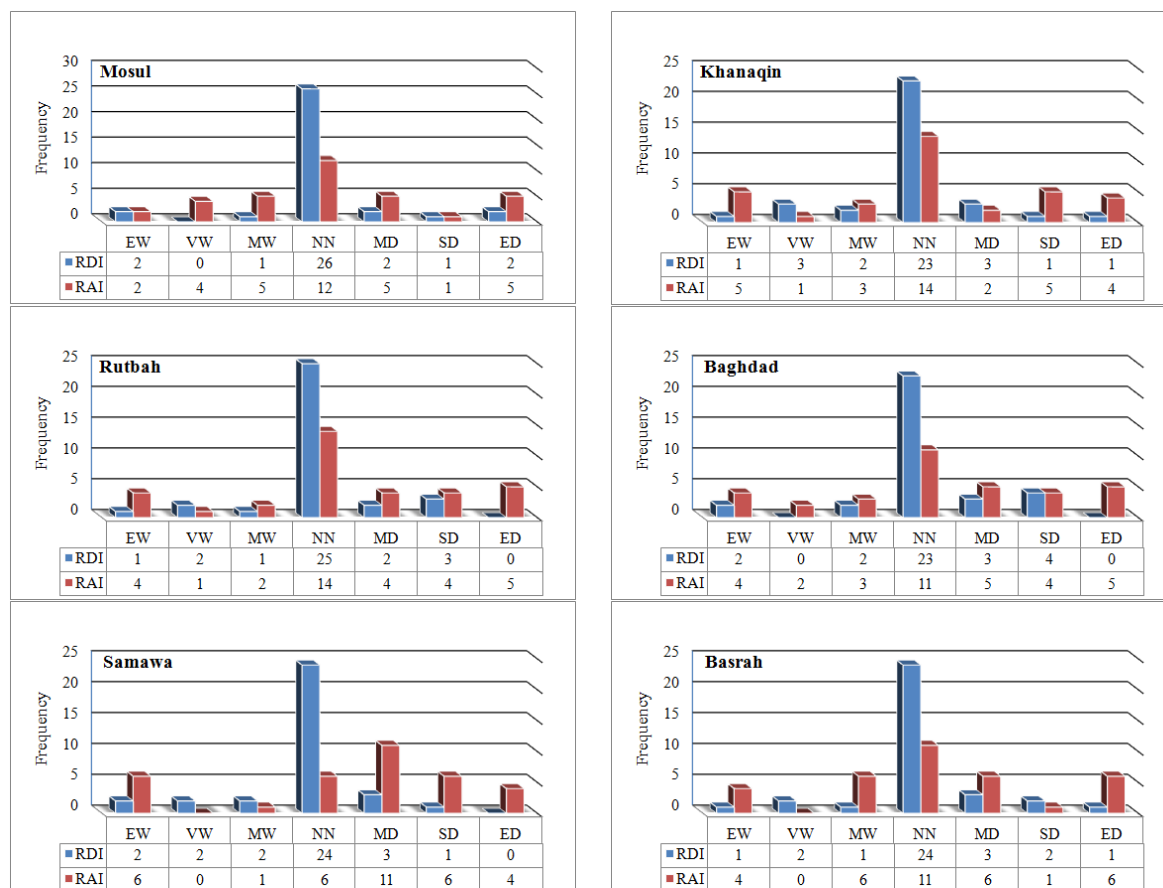 Mosul
Frequency
30
25
20
15
10
5
0
EW VW MW NN MD SD ED
RDI 2 0 1 26 2 1 2
RAI 2 4 5 12 5 1 5
Khanaqin
Frequency
25
20
15
10
5
0
EW VW MW NN MD SD ED
RDI 1 3 2 23 3 1 1
RAI 5 1 3 14 2 5 4
Rutbah
Frequency
25
20
15
10
5
0
EW VW MW NN MD SD ED
RDI 1 2 1 25 2 3 0
RAI 4 1 2 14 4 4 5
Baghdad
Frequency
25
20
15
10
5
0
EW VW MW NN MD SD ED
RDI 2 0 2 23 3 4 0
RAI 4 2 3 11 5 4 5
Samawa
Frequency
25
20
15
10
5
0
EW VW MW NN MD SD ED
RDI 2 2 2 24 3 1 0
RAI 6 0 1 6 11 6 4
Basrah
Frequency
25
20
15
10
5
0
EW VW MW NN MD SD ED
RDI 1 2 1 24 3 2 1
RAI 4 0 6 11 6 1 6